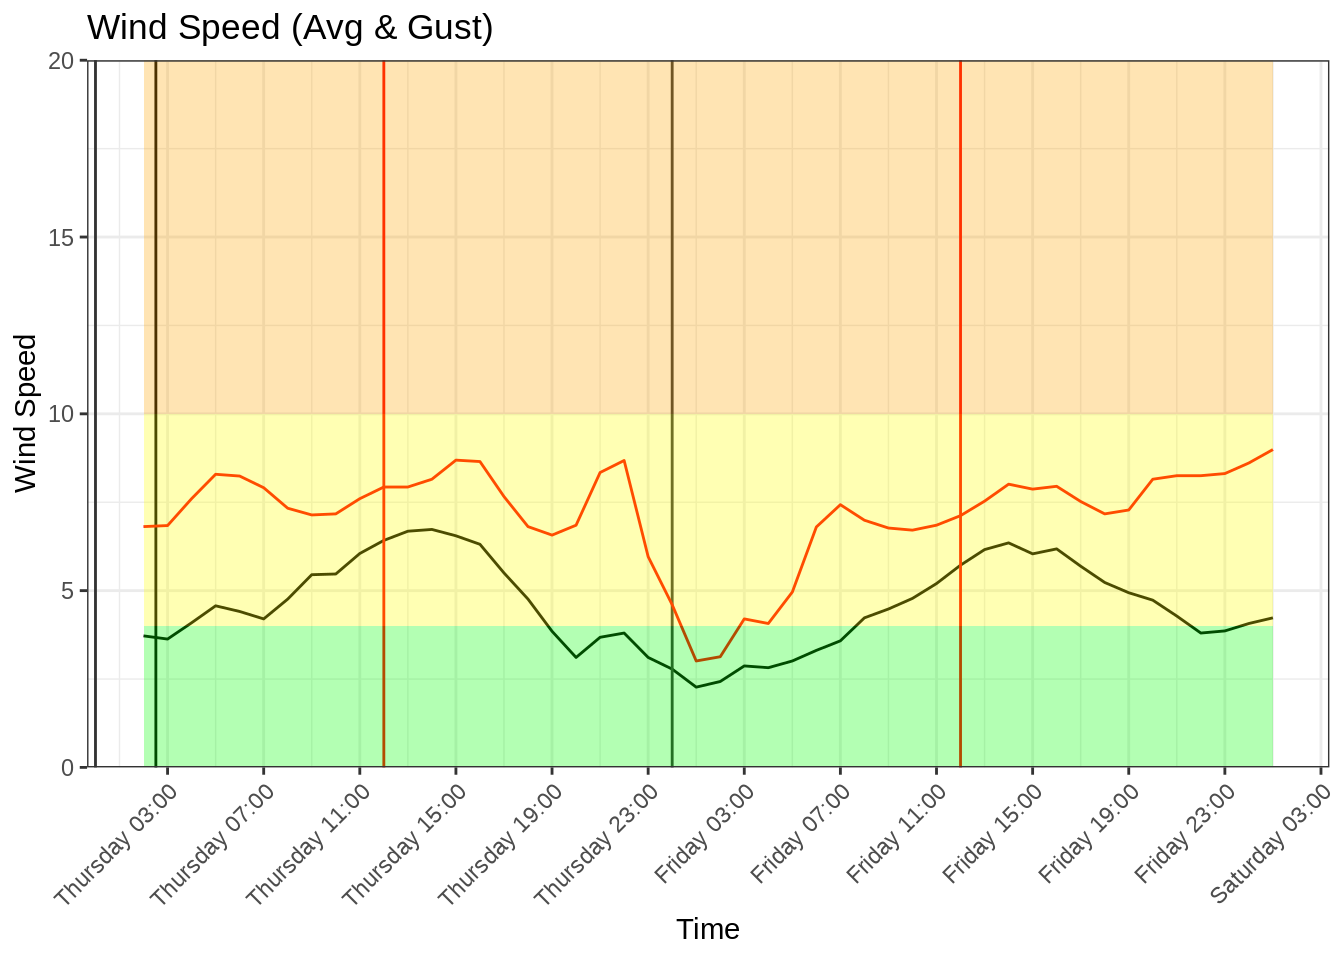 Wind Speed (Avg & Gust)
20
15
10
5
0
Wind Speed
Thursday 03:00
Thursday 07:00
Thursday 11:00
Thursday 15:00
Thursday 19:00
Thursday 23:00
Friday 03:00
Friday 07:00
Friday 11:00
Friday 15:00
Friday 19:00
Friday 23:00
Saturday 03:00
Time